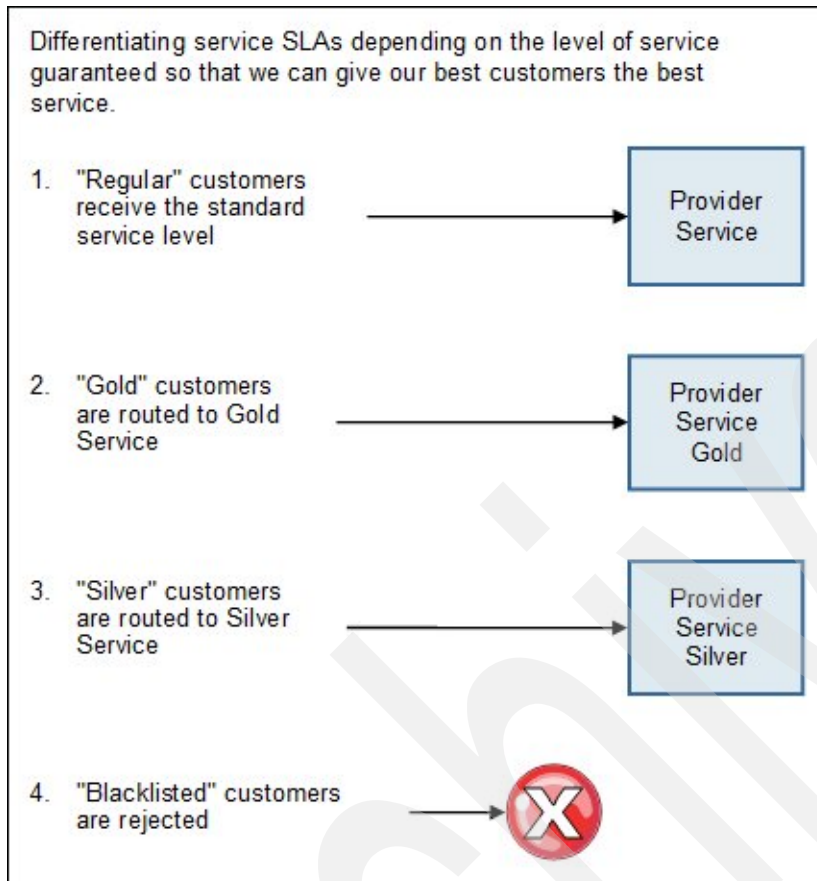 Differentiating service SLAs depending on the level of service
guaranteed so that we can give our best customers the best
service.
1. "Regular" customers
receive the standard
service level
Provider
Service
2. "Gold" customers
are routed to Gold
Service
Provider
Service
Gold
3. "Silver" customers
are routed to Silver
Service
Provider
Service
Silver
4. "Blacklisted" customers
are rejected
X